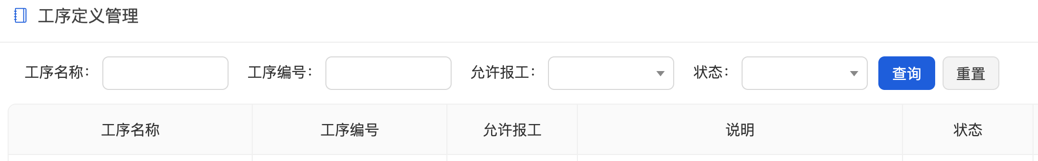 工序定义管理
工序名称： 工序编号： 允许报工： 状态： 查询 重置
工序名称 工序编号 允许报工 说明 状态